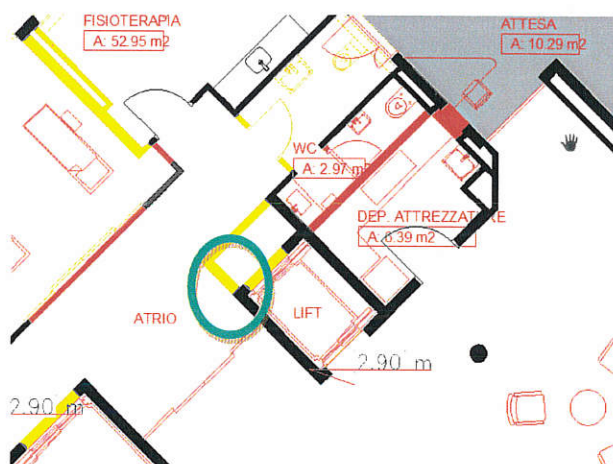 FISIOTERAPIA
A: 52.95 m2
ATTESA
A: 10.29 m2
WC
A: 2.97 m2
DEP. ATTREZZATURE
A: 6.39 m2
ATRIO
LIFT
2.90 m
2.90 m